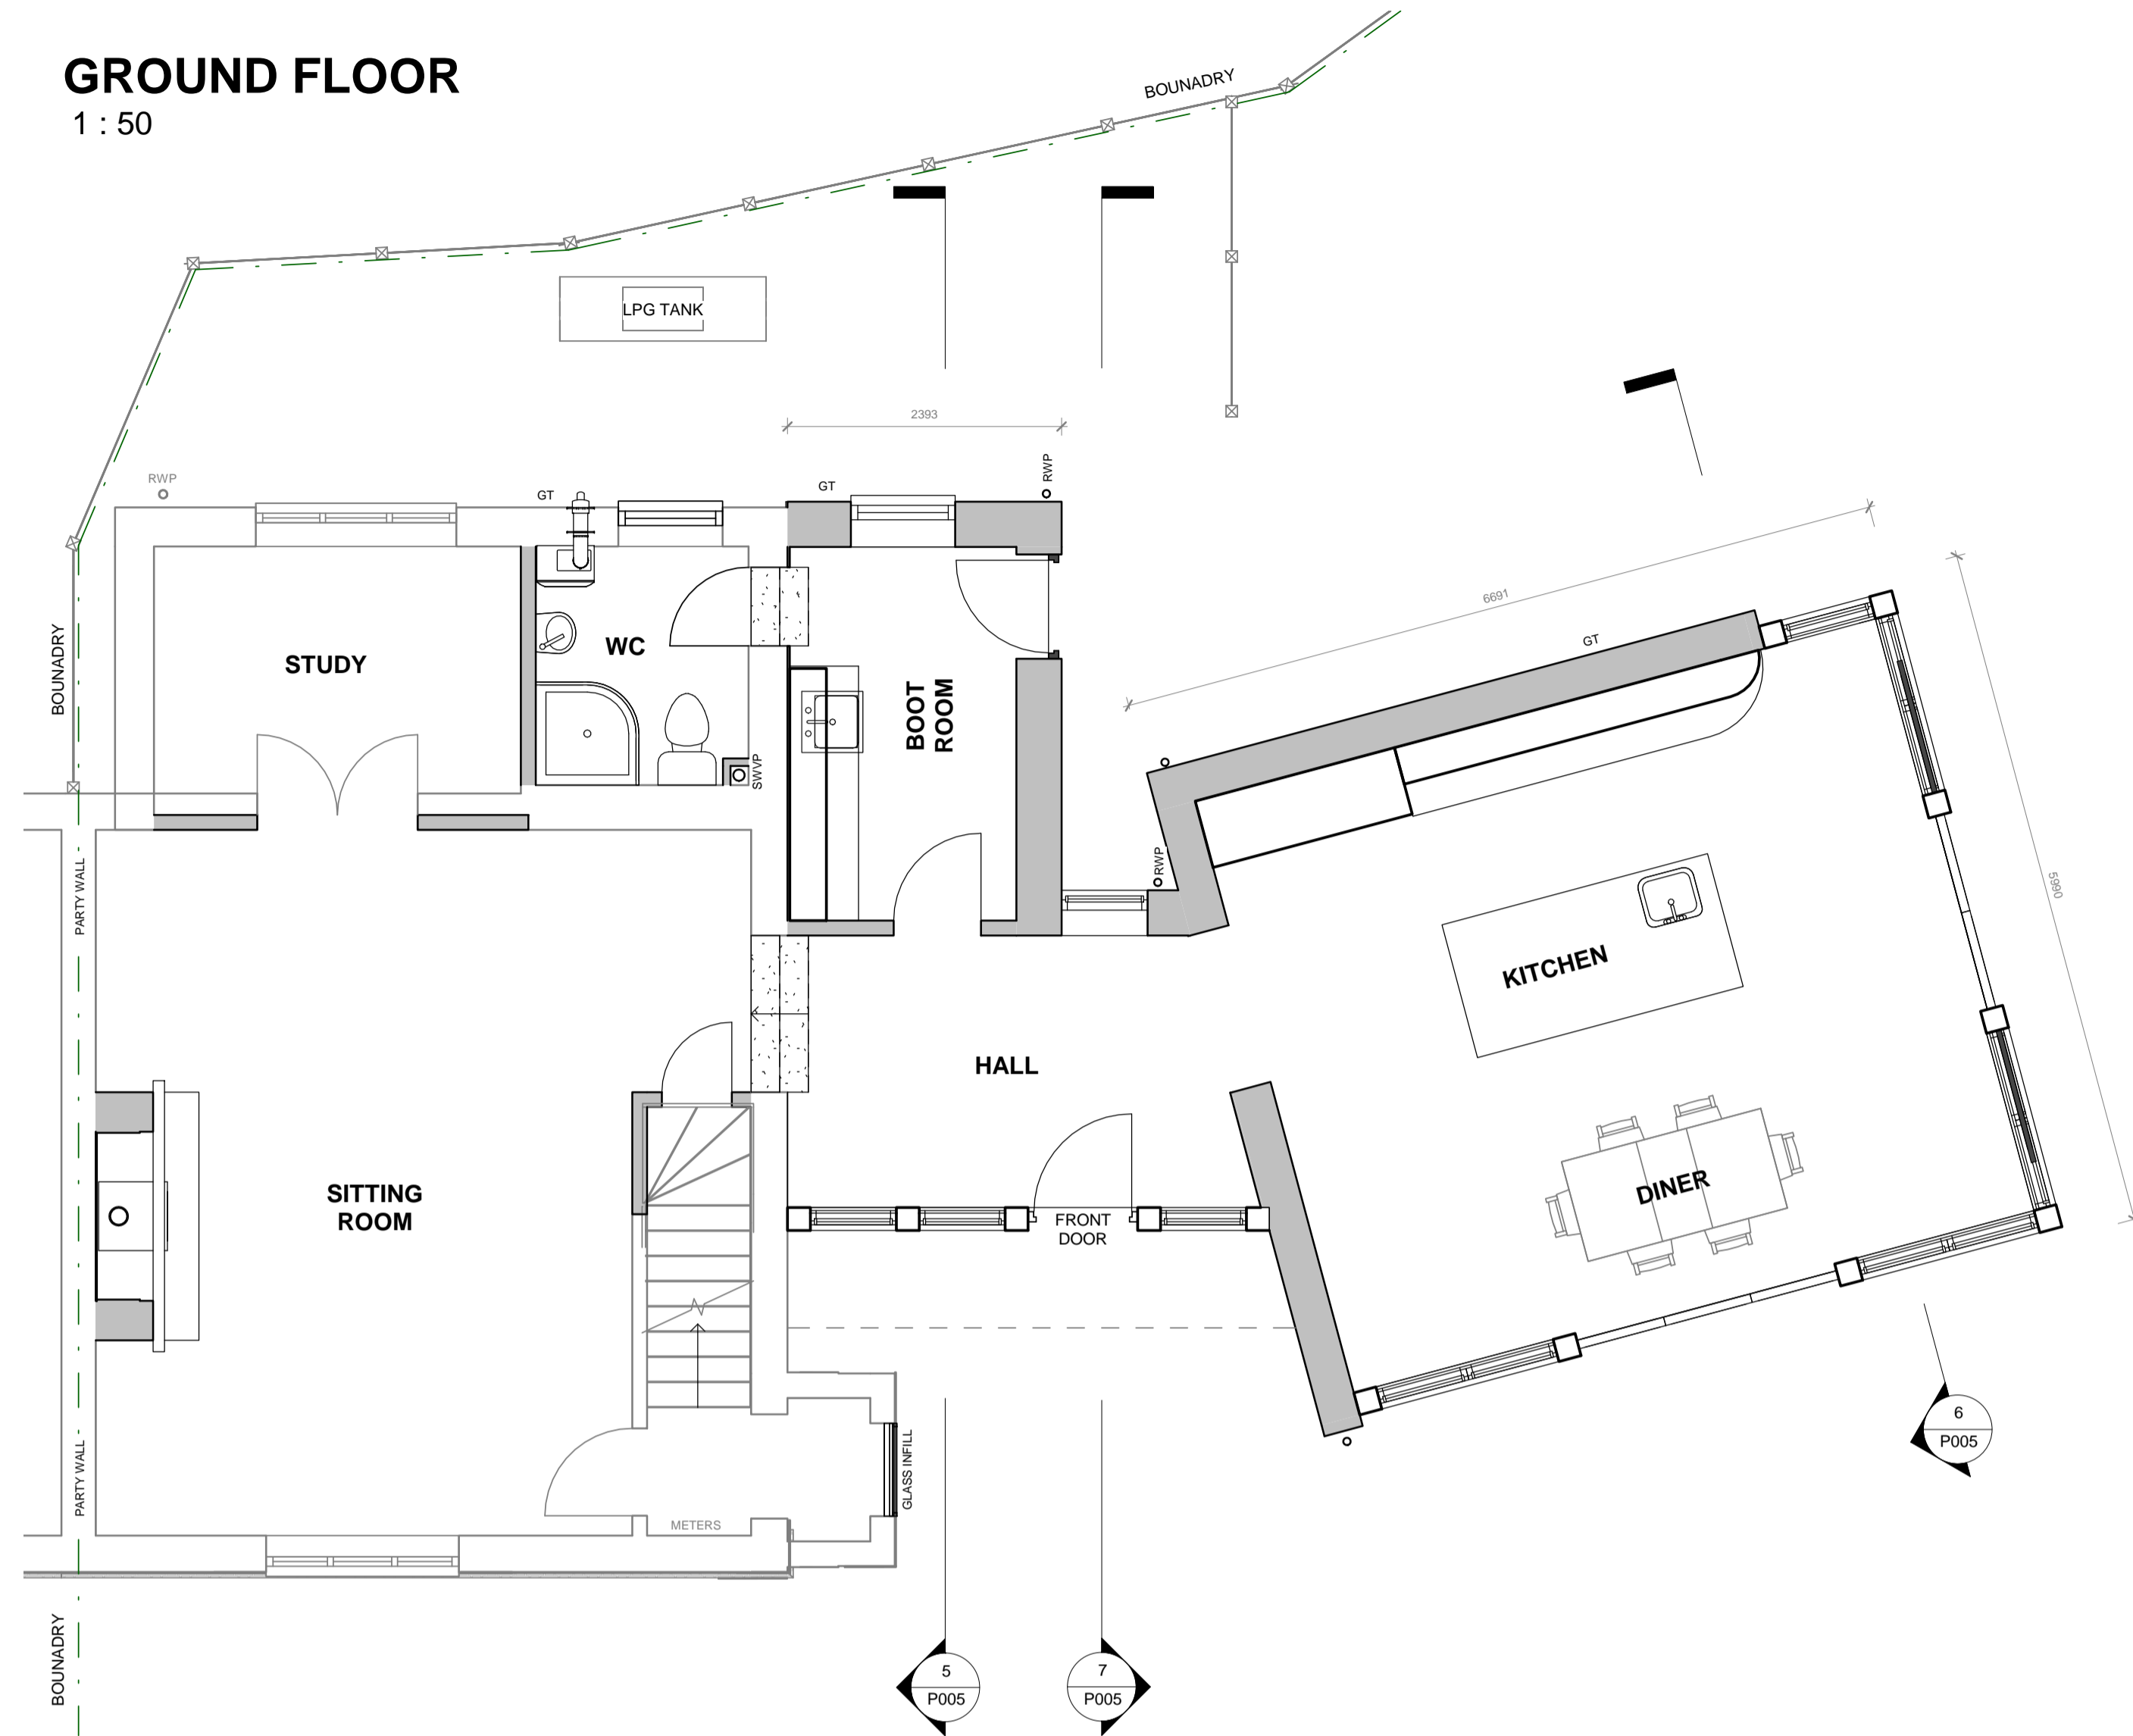 GROUND FLOOR
1 : 50
BOUNADRY
LPG TANK
2393
RWP
GT
GT
RWP
6691
5990
GT
BOUNADRY
STUDY
WC
BOOT
ROOM
SWVP
RWP
PARTY WALL
KITCHEN
HALL
DINER
SITTING
ROOM
FRONT
DOOR
6
P005
PARTY WALL
GLASS INFILL
METERS
BOUNADRY
5
P005
7
P005